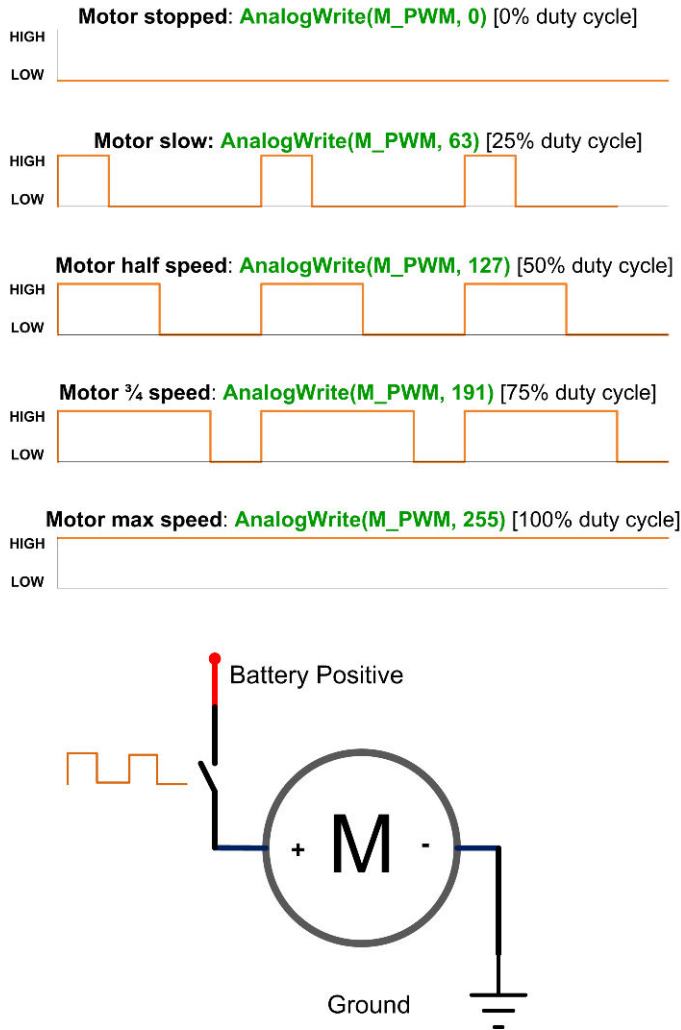 Motor stopped: AnalogWrite(M_PWM, 0) [0% duty cycle]
HIGH
LOW
Motor slow: AnalogWrite(M_PWM, 63) [25% duty cycle]
HIGH
LOW
Motor half speed: AnalogWrite(M_PWM, 127) [50% duty cycle]
HIGH
LOW
Motor ¾ speed: AnalogWrite(M_PWM, 191) [75% duty cycle]
HIGH
LOW
Motor max speed: AnalogWrite(M_PWM, 255) [100% duty cycle]
HIGH
LOW
Battery Positive
+ M -
Ground